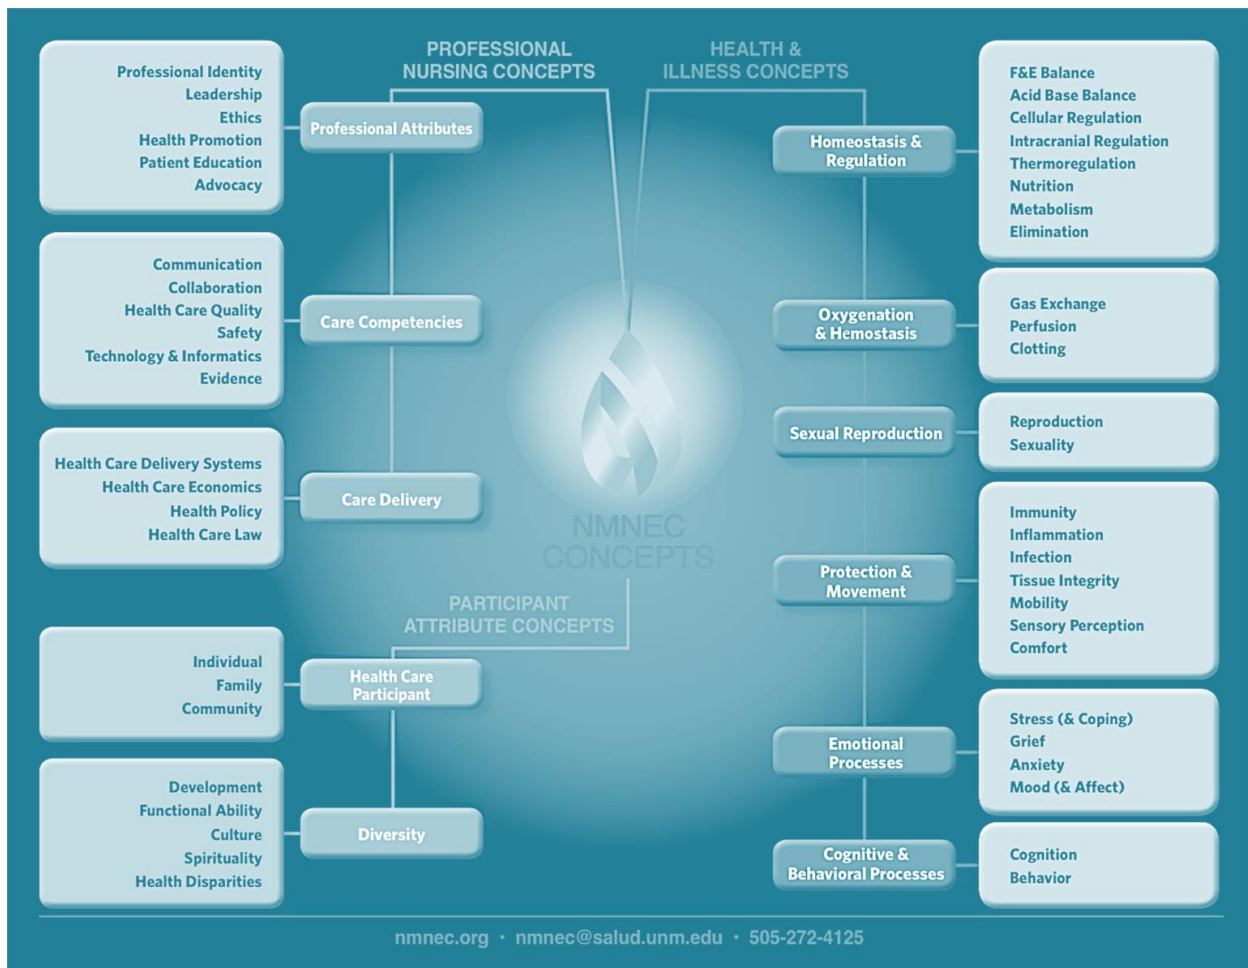 PROFESSIONAL
NURSING CONCEPTS
Professional Identity
Leadership
Ethics
Health Promotion
Patient Education
Advocacy
Professional Attributes
Communication
Collaboration
Health Care Quality
Safety
Technology & Informatics
Evidence
Care Competencies
Health Care Delivery Systems
Health Care Economics
Health Policy
Health Care Law
Care Delivery
HEALTH &
ILLNESS CONCEPTS
Homeostasis &
Regulation
F&E Balance
Acid Base Balance
Cellular Regulation
Intracranial Regulation
Thermoregulation
Nutrition
Metabolism
Elimination
Oxygenation
& Hemostasis
Gas Exchange
Perfusion
Clotting
Sexual Reproduction
Reproduction
Sexuality
Protection &
Movement
Immunity
Inflammation
Infection
Tissue Integrity
Mobility
Sensory Perception
Comfort
Emotional
Processes
Stress (& Coping)
Grief
Anxiety
Mood (& Affect)
Cognitive &
Behavioral Processes
Cognition
Behavior
NMNEC
CONCEPTS
PARTICIPANT
ATTRIBUTE CONCEPTS
Individual
Family
Community
Health Care
Participant
Development
Functional Ability
Culture
Spirituality
Health Disparities
Diversity
nmnec.org · nmnec@salud.unm.edu · 505-272-4125